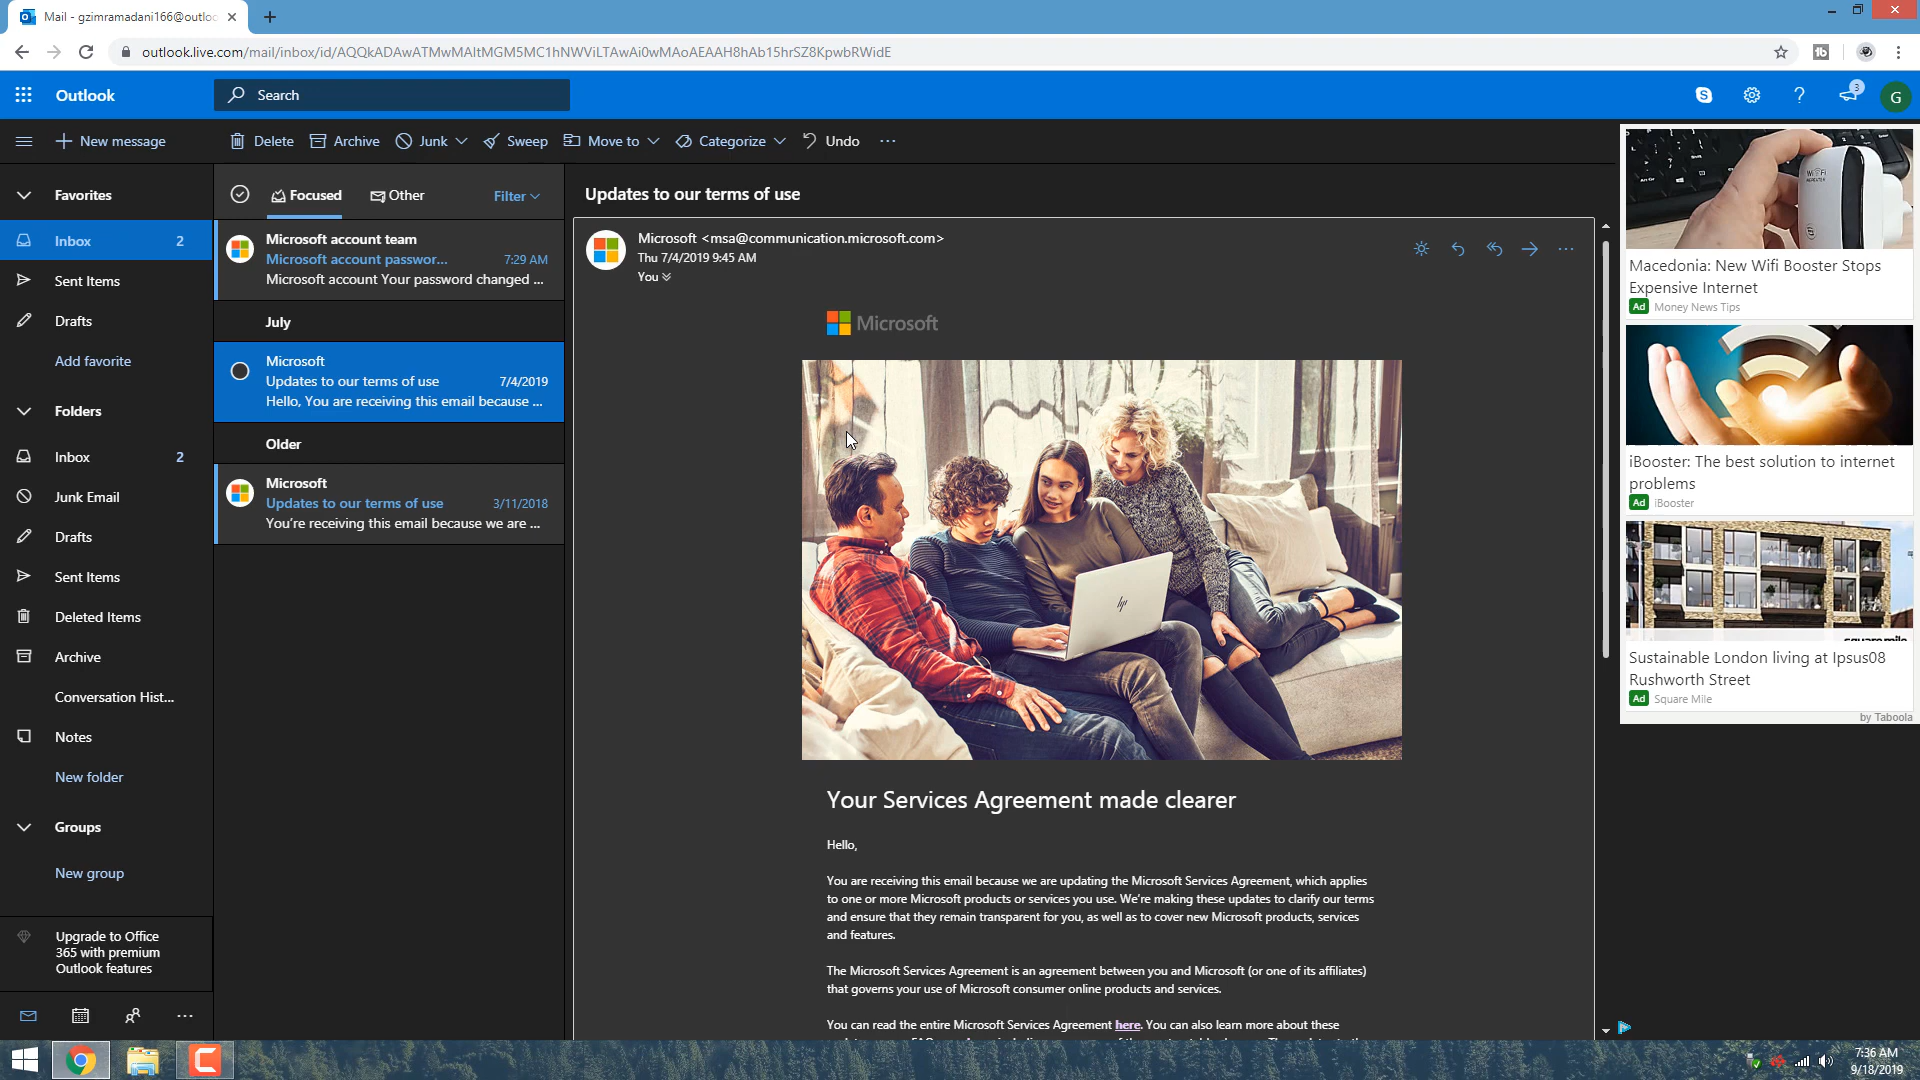 Mail - gzimramadani166@outloo
outlook.live.com/mail/inbox/id/AQQkADAwATMwMAItMGM5MC1hNWViLTAwAi0wMAoAEAAH8hAb15hrSZ8KpwbRWidE
Outlook
Search
3
G
New message
Delete
Archive
Junk
Sweep
Move to
Categorize
Undo
Favorites
Inbox 2
Sent Items
Drafts
Add favorite
Folders
Inbox 2
Junk Email
Drafts
Sent Items
Deleted Items
Archive
Conversation Hist...
Notes
New folder
Groups
New group
Upgrade to Office
365 with premium
Outlook features
Focused
Other
Filter
Microsoft account team
Microsoft account passwor... 7:29 AM
Microsoft account Your password changed ...
July
Microsoft
Updates to our terms of use 7/4/2019
Hello, You are receiving this email because ...
Older
Microsoft
Updates to our terms of use 3/11/2018
You're receiving this email because we are ...
Updates to our terms of use
Microsoft <msa@communication.microsoft.com>
Thu 7/4/2019 9:45 AM
You
Microsoft
hp
Your Services Agreement made clearer
Hello,
You are receiving this email because we are updating the Microsoft Services Agreement, which applies
to one or more Microsoft products or services you use. We're making these updates to clarify our terms
and ensure that they remain transparent for you, as well as to cover new Microsoft products, services
and features.
The Microsoft Services Agreement is an agreement between you and Microsoft (or one of its affiliates)
that governs your use of Microsoft consumer online products and services.
You can read the entire Microsoft Services Agreement here. You can also learn more about these
Macedonia: New Wifi Booster Stops
Expensive Internet
Ad Money News Tips
iBooster: The best solution to internet
problems
Ad iBooster
square mile
Sustainable London living at Ipsus08
Rushworth Street
Ad Square Mile
by Taboola
7:36 AM
9/18/2019